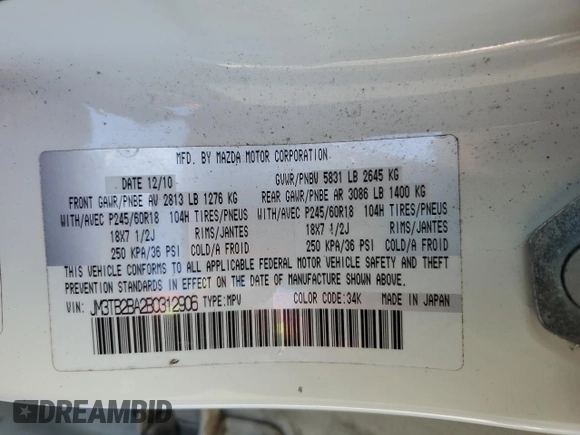 MFD. BY MAZDA MOTOR CORPORATION
DATE 12/10 GVWR/PNBV 5831 LB 2645 KG
FRONT GAWR/PNBE AV 2813 LB 1276 KG REAR GAWR/PNBE AR 3086 LB 1400 KG
WITH/AVEC P245/60R18 104H TIRES/PNEUS WITH/AVEC P245/60R18 104H TIRES/PNEUS
18X7 1/2J RIMS/JANTES 18X7 1/2J RIMS/JANTES
250 KPA/36 PSI COLD/A FROID 250 KPA/36 PSI COLD/A FROID
THIS VEHICLE CONFORMS TO ALL APPLICABLE FEDERAL MOTOR VEHICLE SAFETY AND THEFT
PREVENTION STANDARDS IN EFFECT ON THE DATE OF MANUFACTURE SHOWN ABOVE.
VIN: JM3TB2BA2B0312906 TYPE:MPV COLOR CODE:34K MADE IN JAPAN
DREAMBID